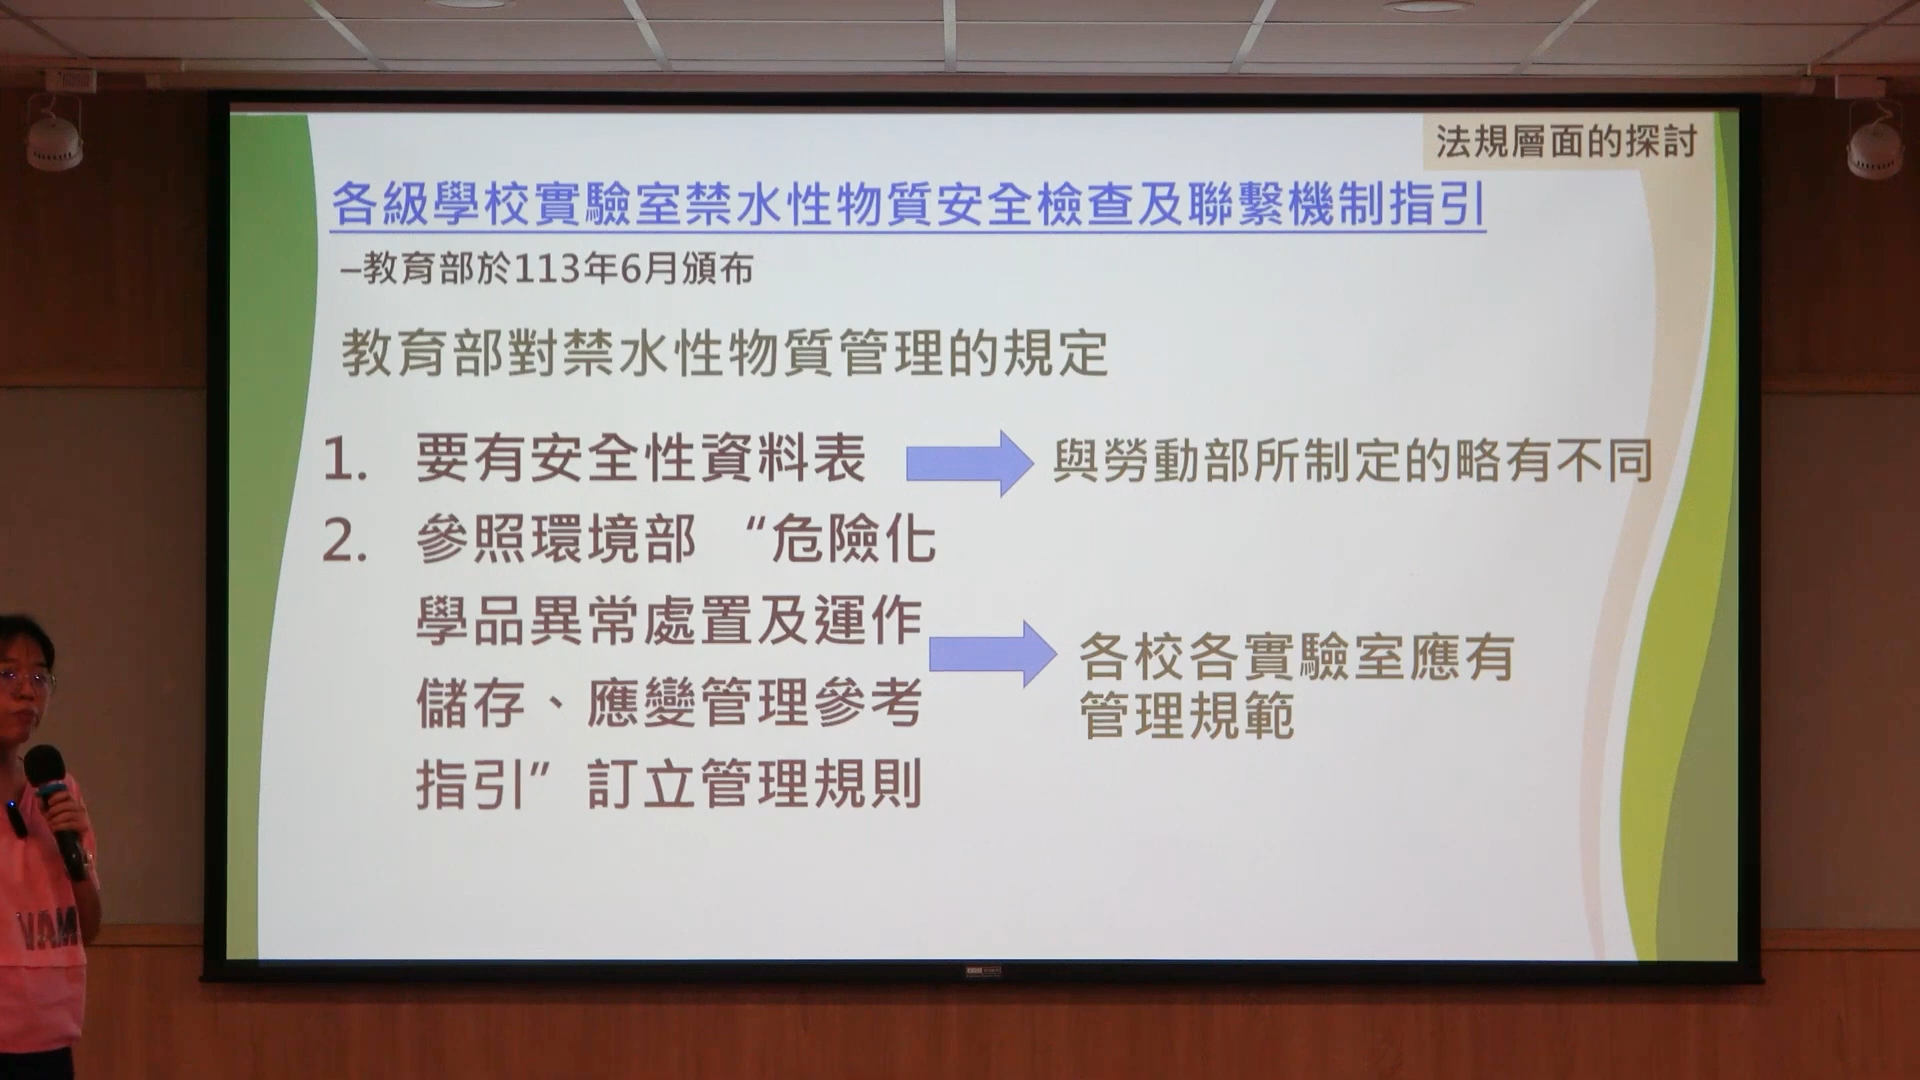 法規層面的探討
各級學校實驗室禁水性物質安全檢查及聯繫機制指引
–教育部於113年6月頒布
教育部對禁水性物質管理的規定
1. 要有安全性資料表
與勞動部所制定的略有不同
2. 參照環境部 “危險化
學品異常處置及運作
儲存、應變管理參考
指引” 訂立管理規則
各校各實驗室應有
管理規範